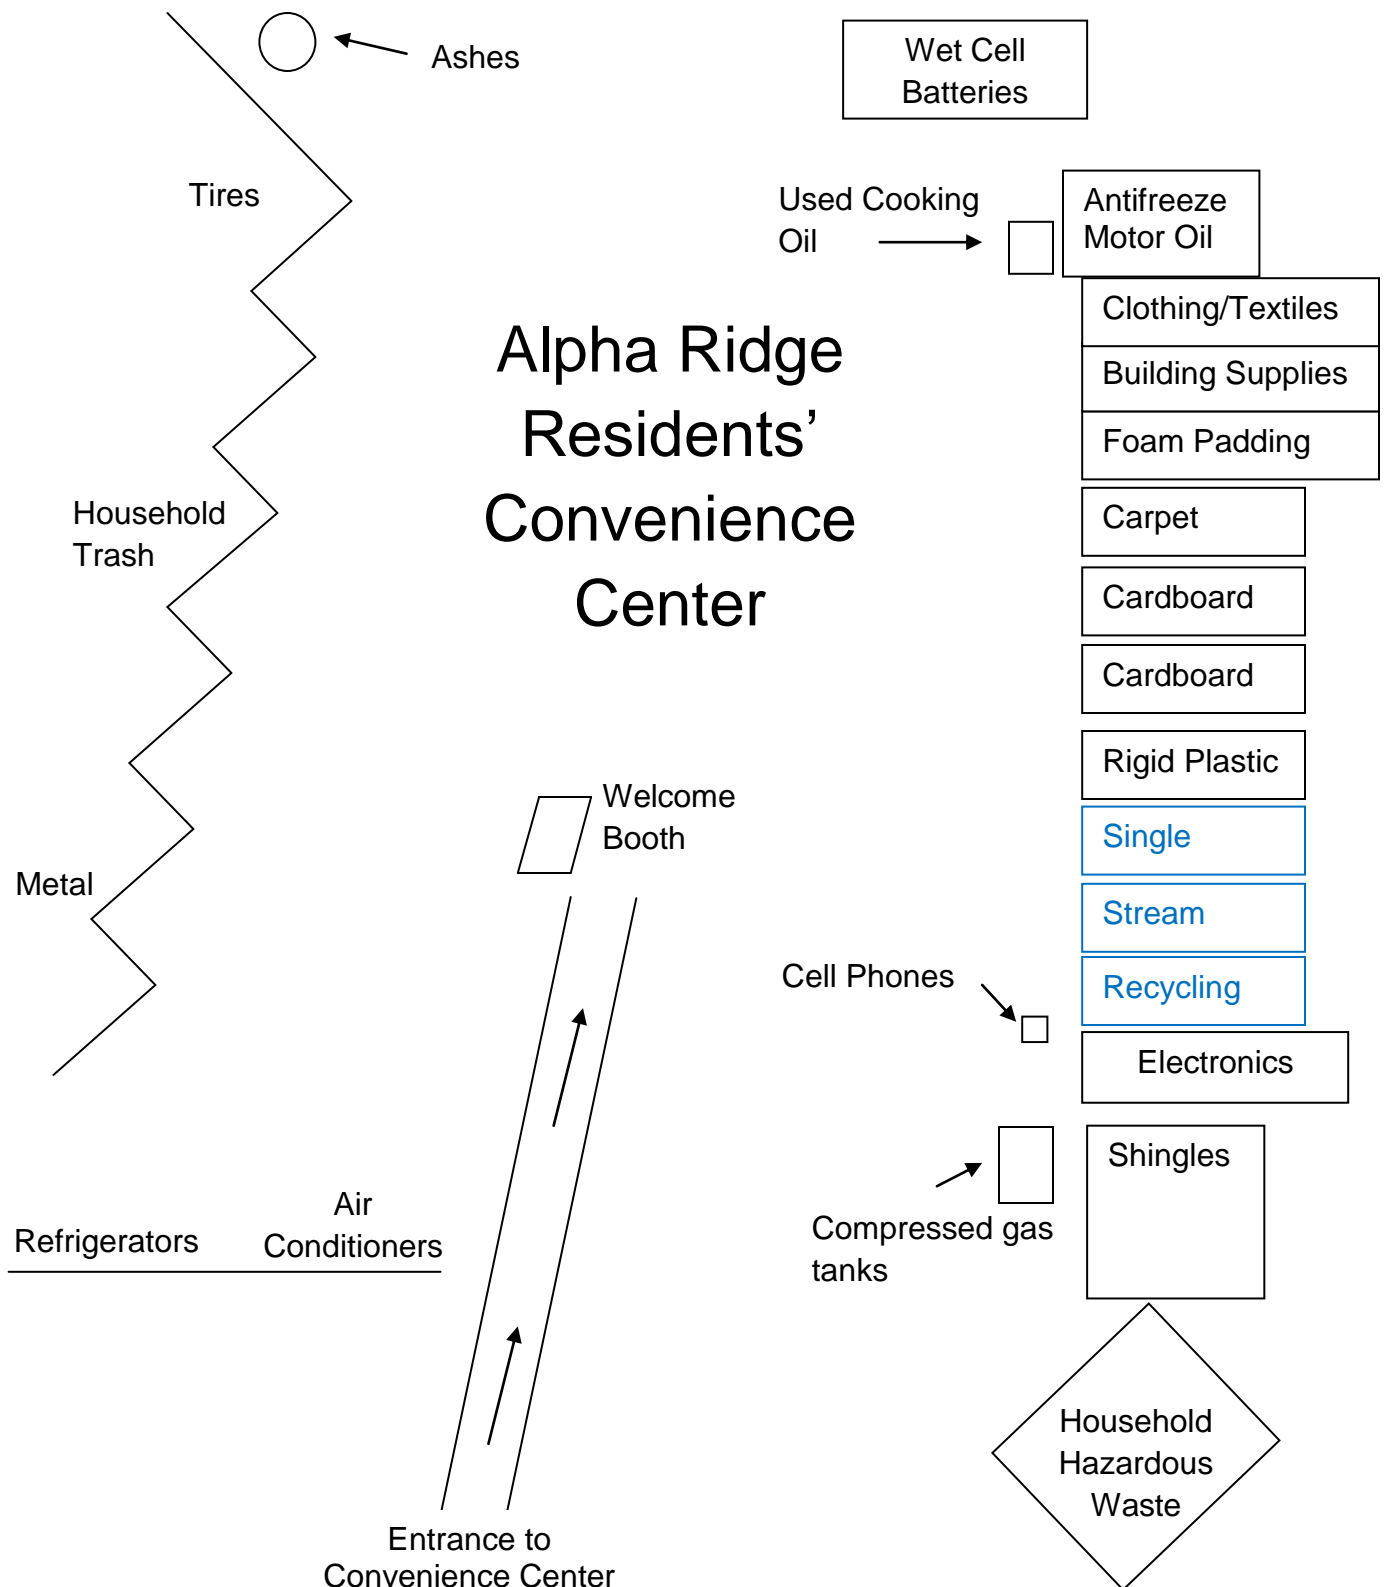 Ashes
Wet Cell
Batteries
Tires
Used Cooking
Oil
Antifreeze
Motor Oil
Clothing/Textiles
Building Supplies
Foam Padding
Alpha Ridge
Residents’
Convenience
Center
Household
Trash
Carpet
Cardboard
Cardboard
Rigid Plastic
Welcome
Booth
Single
Stream
Recycling
Metal
Cell Phones
Electronics
Shingles
Air
Conditioners
Refrigerators
Compressed gas
tanks
Household
Hazardous
Waste
Entrance to
Convenience Center